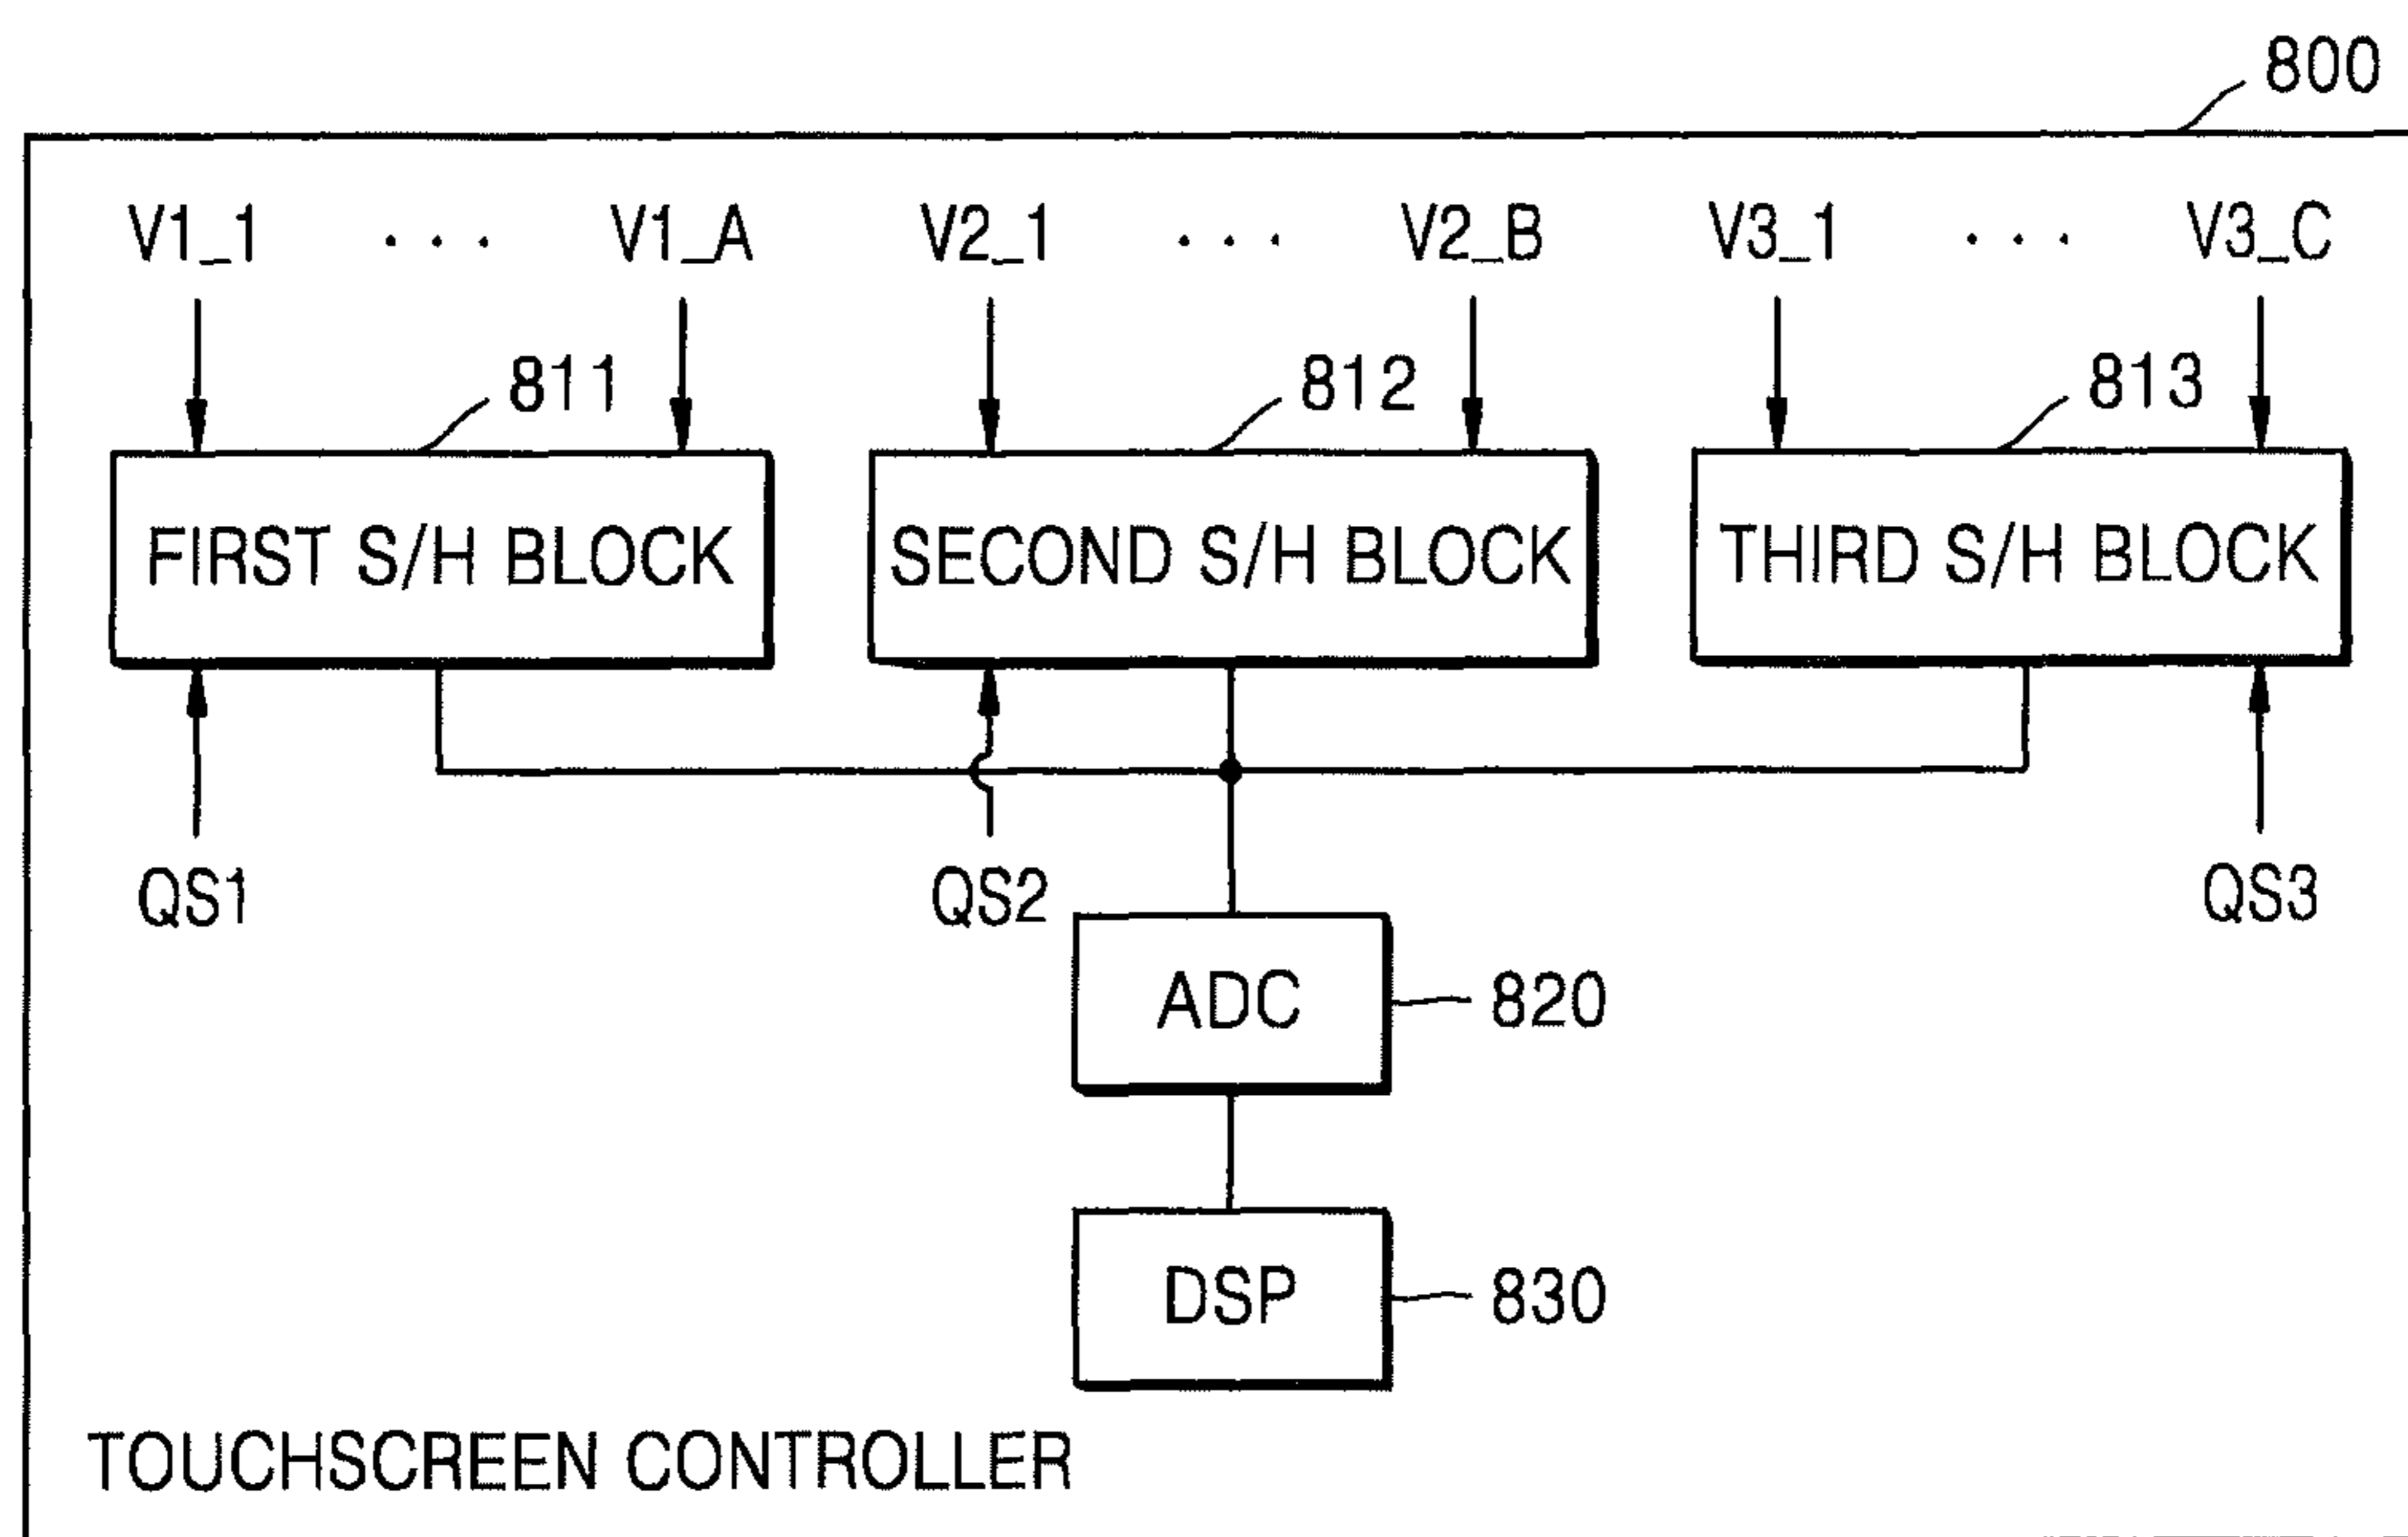 800
V1_1 . . . V1_A V2_1 . . . V2_B V3_1 . . . V3_C
811 812 813
FIRST S/H BLOCK SECOND S/H BLOCK THIRD S/H BLOCK
QS1 QS2 QS3
ADC 820
DSP 830
TOUCHSCREEN CONTROLLER